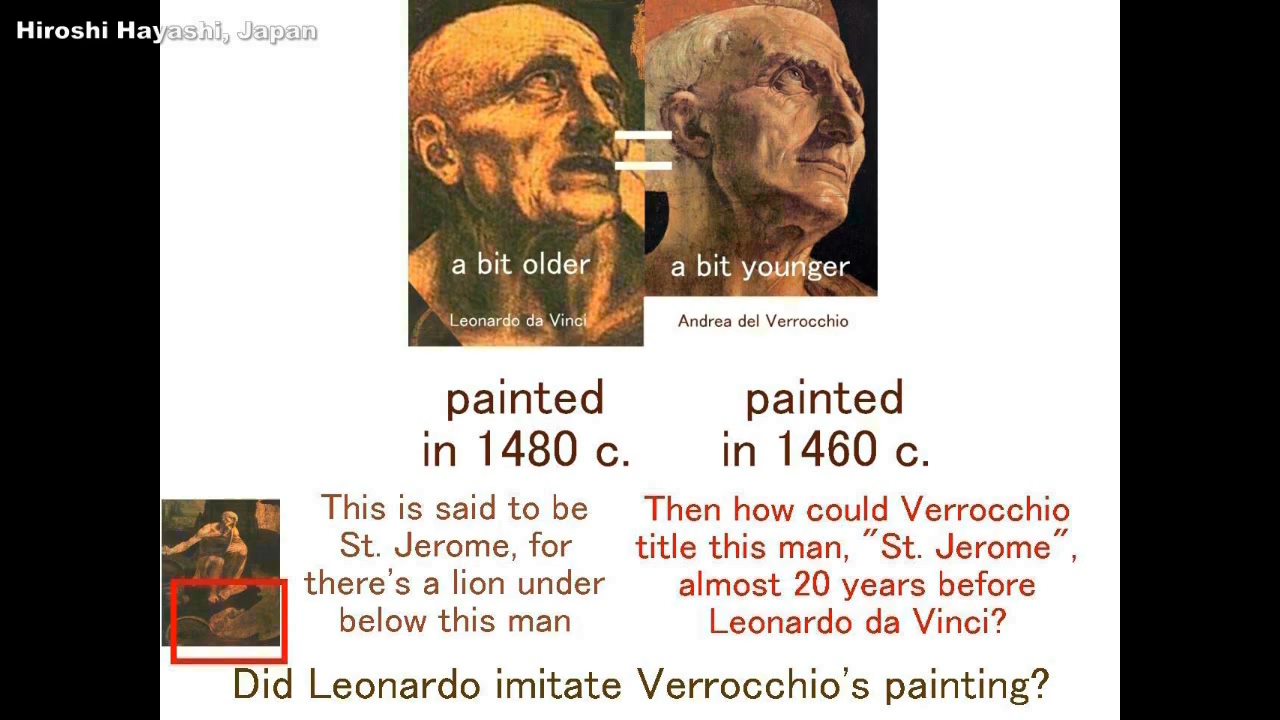 Hiroshi Hayashi, Japan
a bit older
a bit younger
Leonardo da Vinci
Andrea del Verrocchio
painted
in 1480 c.
painted
in 1460 c.
This is said to be
St. Jerome, for
there's a lion under
below this man
Then how could Verrocchio
title this man, "St. Jerome",
almost 20 years before
Leonardo da Vinci?
Did Leonardo imitate Verrocchio's painting?